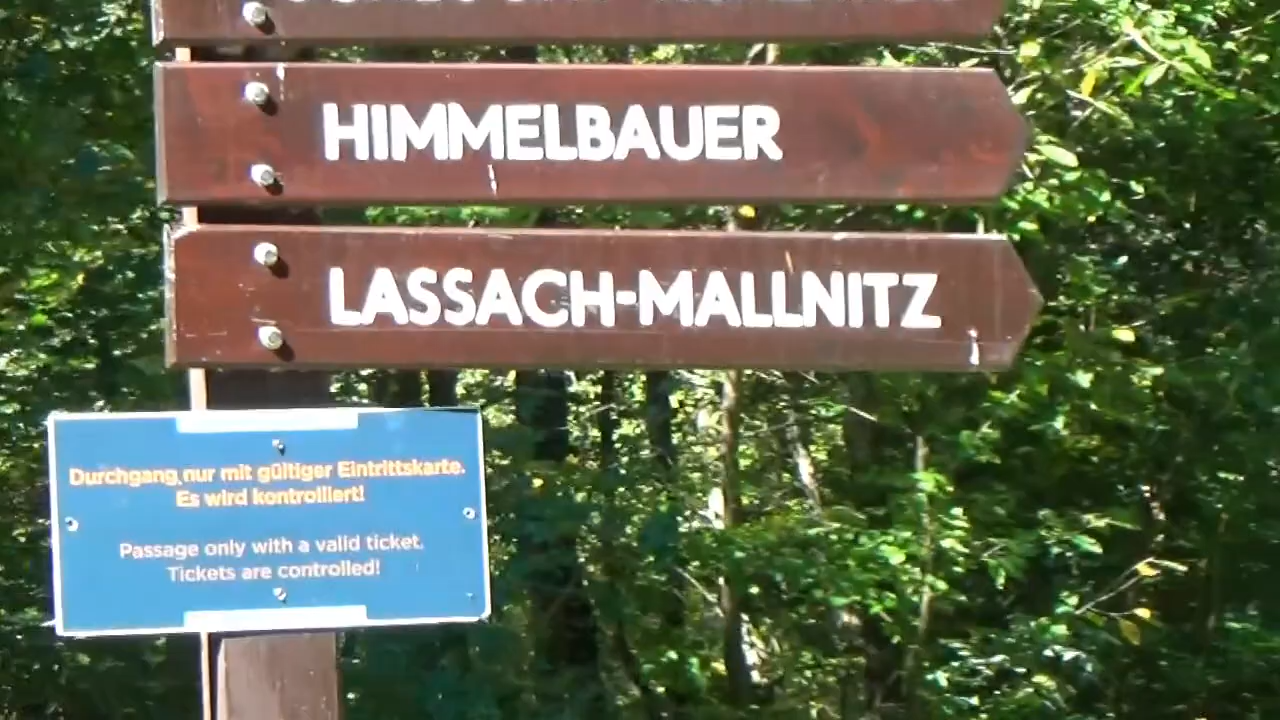 HIMMELBAUER
LASSACH-MALLNITZ
Durchgang nur mit gültiger Eintrittskarte.
Es wird kontrolliert!
Passage only with a valid ticket.
Tickets are controlled!